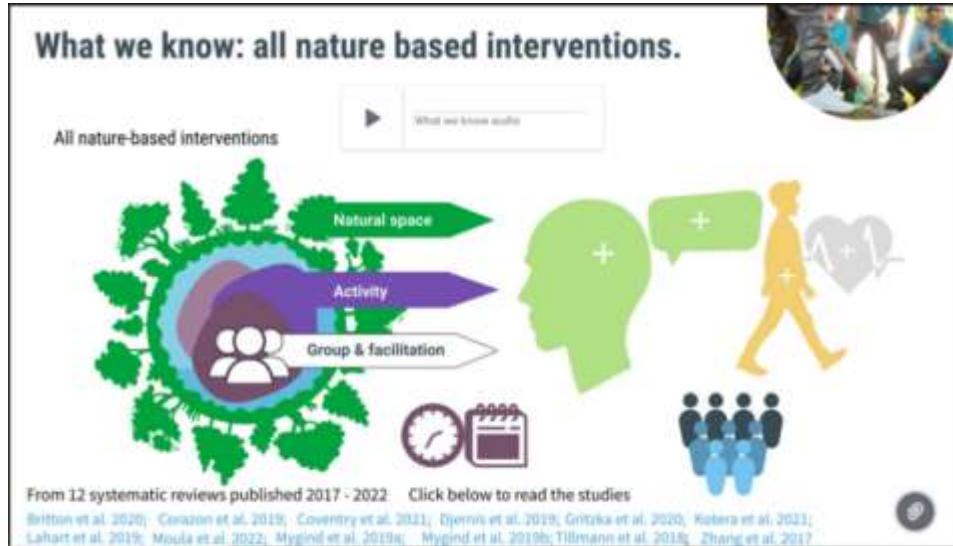 What we know: all nature based interventions.
What we know audio
All nature-based interventions
Natural space
Activity
Group & facilitation
From 12 systematic reviews published 2017 - 2022 Click below to read the studies
Britton et al. 2020; Corazon et al. 2019; Coventry et al. 2021; Djernis et al. 2019; Gritzka et al. 2020; Kotera et al. 2021;
Lahart et al. 2019; Moula et al. 2022; Mygind et al. 2019a; Mygind et al. 2019b; Tillmann et al. 2018; Zhang et al. 2017